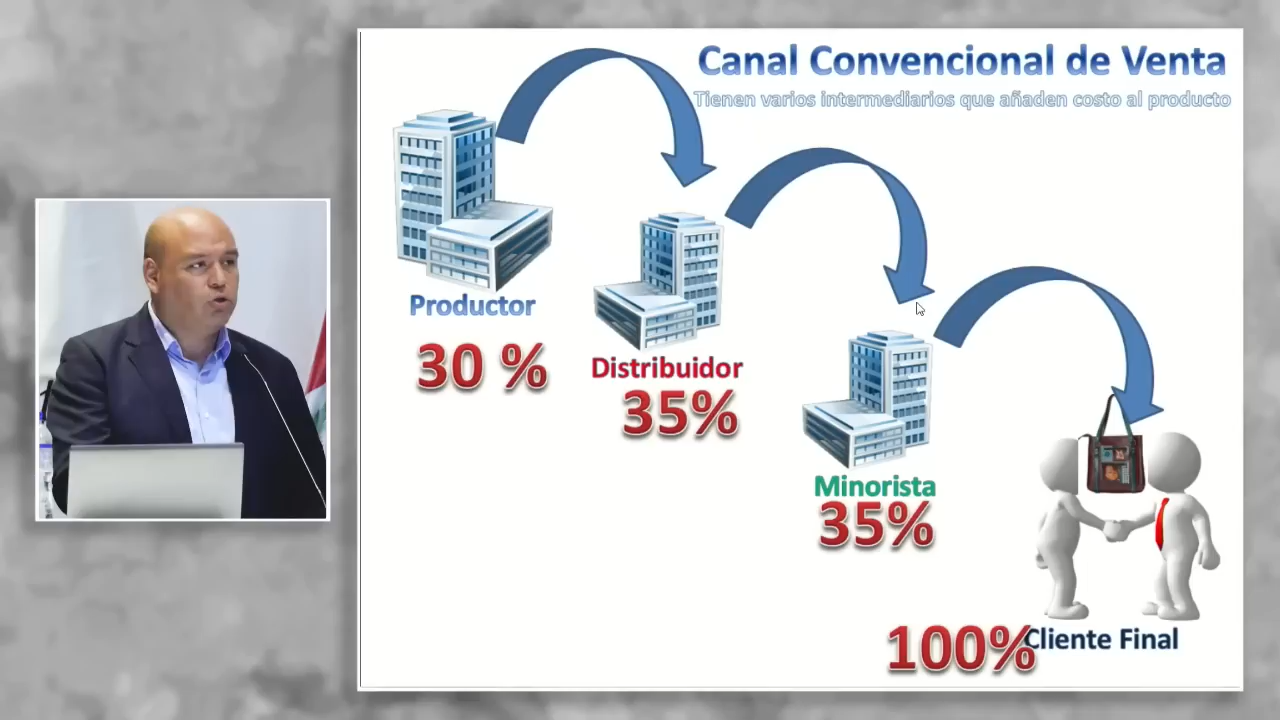 Canal Convencional de Venta
Tienen varios intermediarios que añaden costo al producto
Productor
30 %
Distribuidor
35%
Minorista
35%
100%
Cliente Final